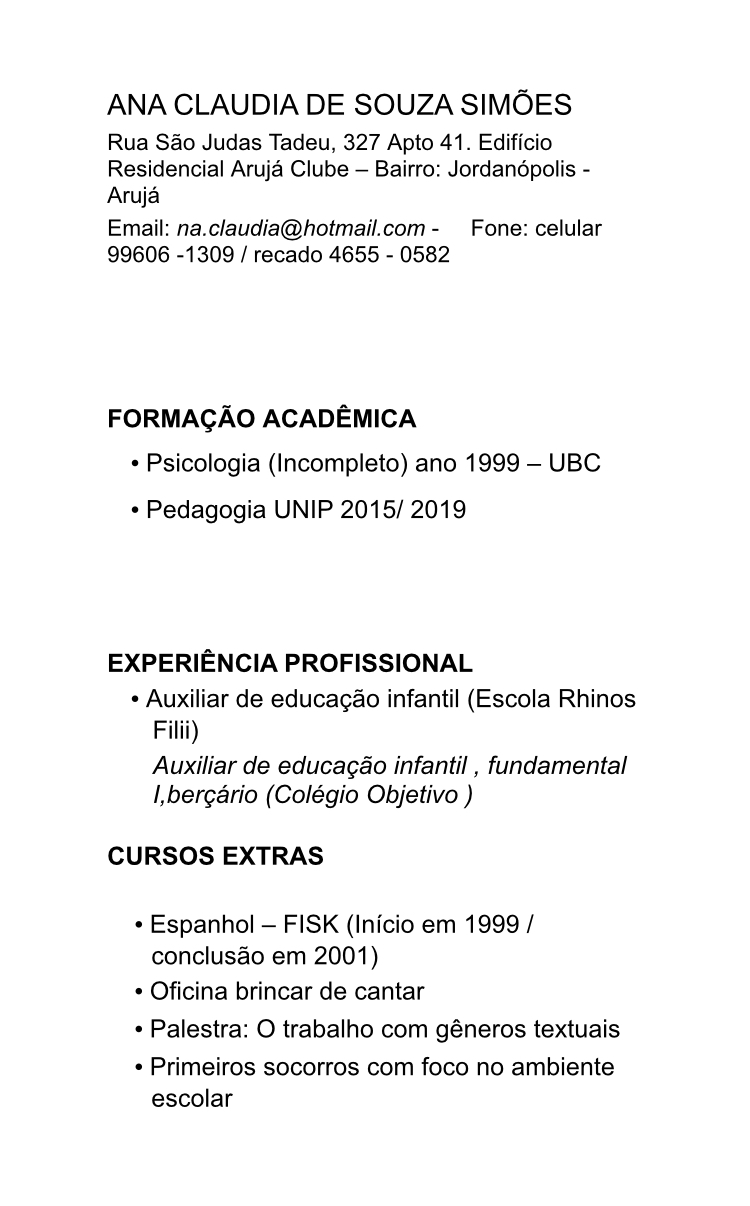 ANA CLAUDIA DE SOUZA SIMÕES
Rua São Judas Tadeu, 327 Apto 41. Edifício
Residencial Arujá Clube – Bairro: Jordanópolis -
Arujá
Email: na.claudia@hotmail.com - Fone: celular
99606 -1309 / recado 4655 - 0582
FORMAÇÃO ACADÊMICA
• Psicologia (Incompleto) ano 1999 – UBC
• Pedagogia UNIP 2015/ 2019
EXPERIÊNCIA PROFISSIONAL
• Auxiliar de educação infantil (Escola Rhinos
Filii)
Auxiliar de educação infantil , fundamental
I,berçário (Colégio Objetivo )
CURSOS EXTRAS
• Espanhol – FISK (Início em 1999 /
conclusão em 2001)
• Oficina brincar de cantar
• Palestra: O trabalho com gêneros textuais
• Primeiros socorros com foco no ambiente
escolar